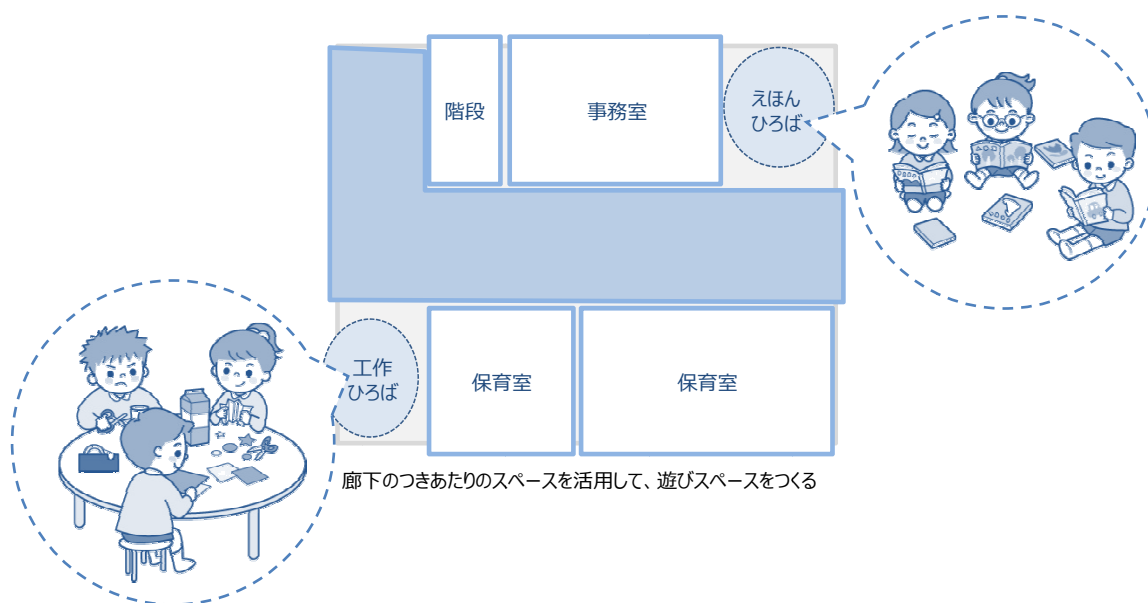 階段
事務室
えほん
ひろば
工作
ひろば
保育室
保育室
廊下のつきあたりのスペースを活用して、遊びスペースをつくる